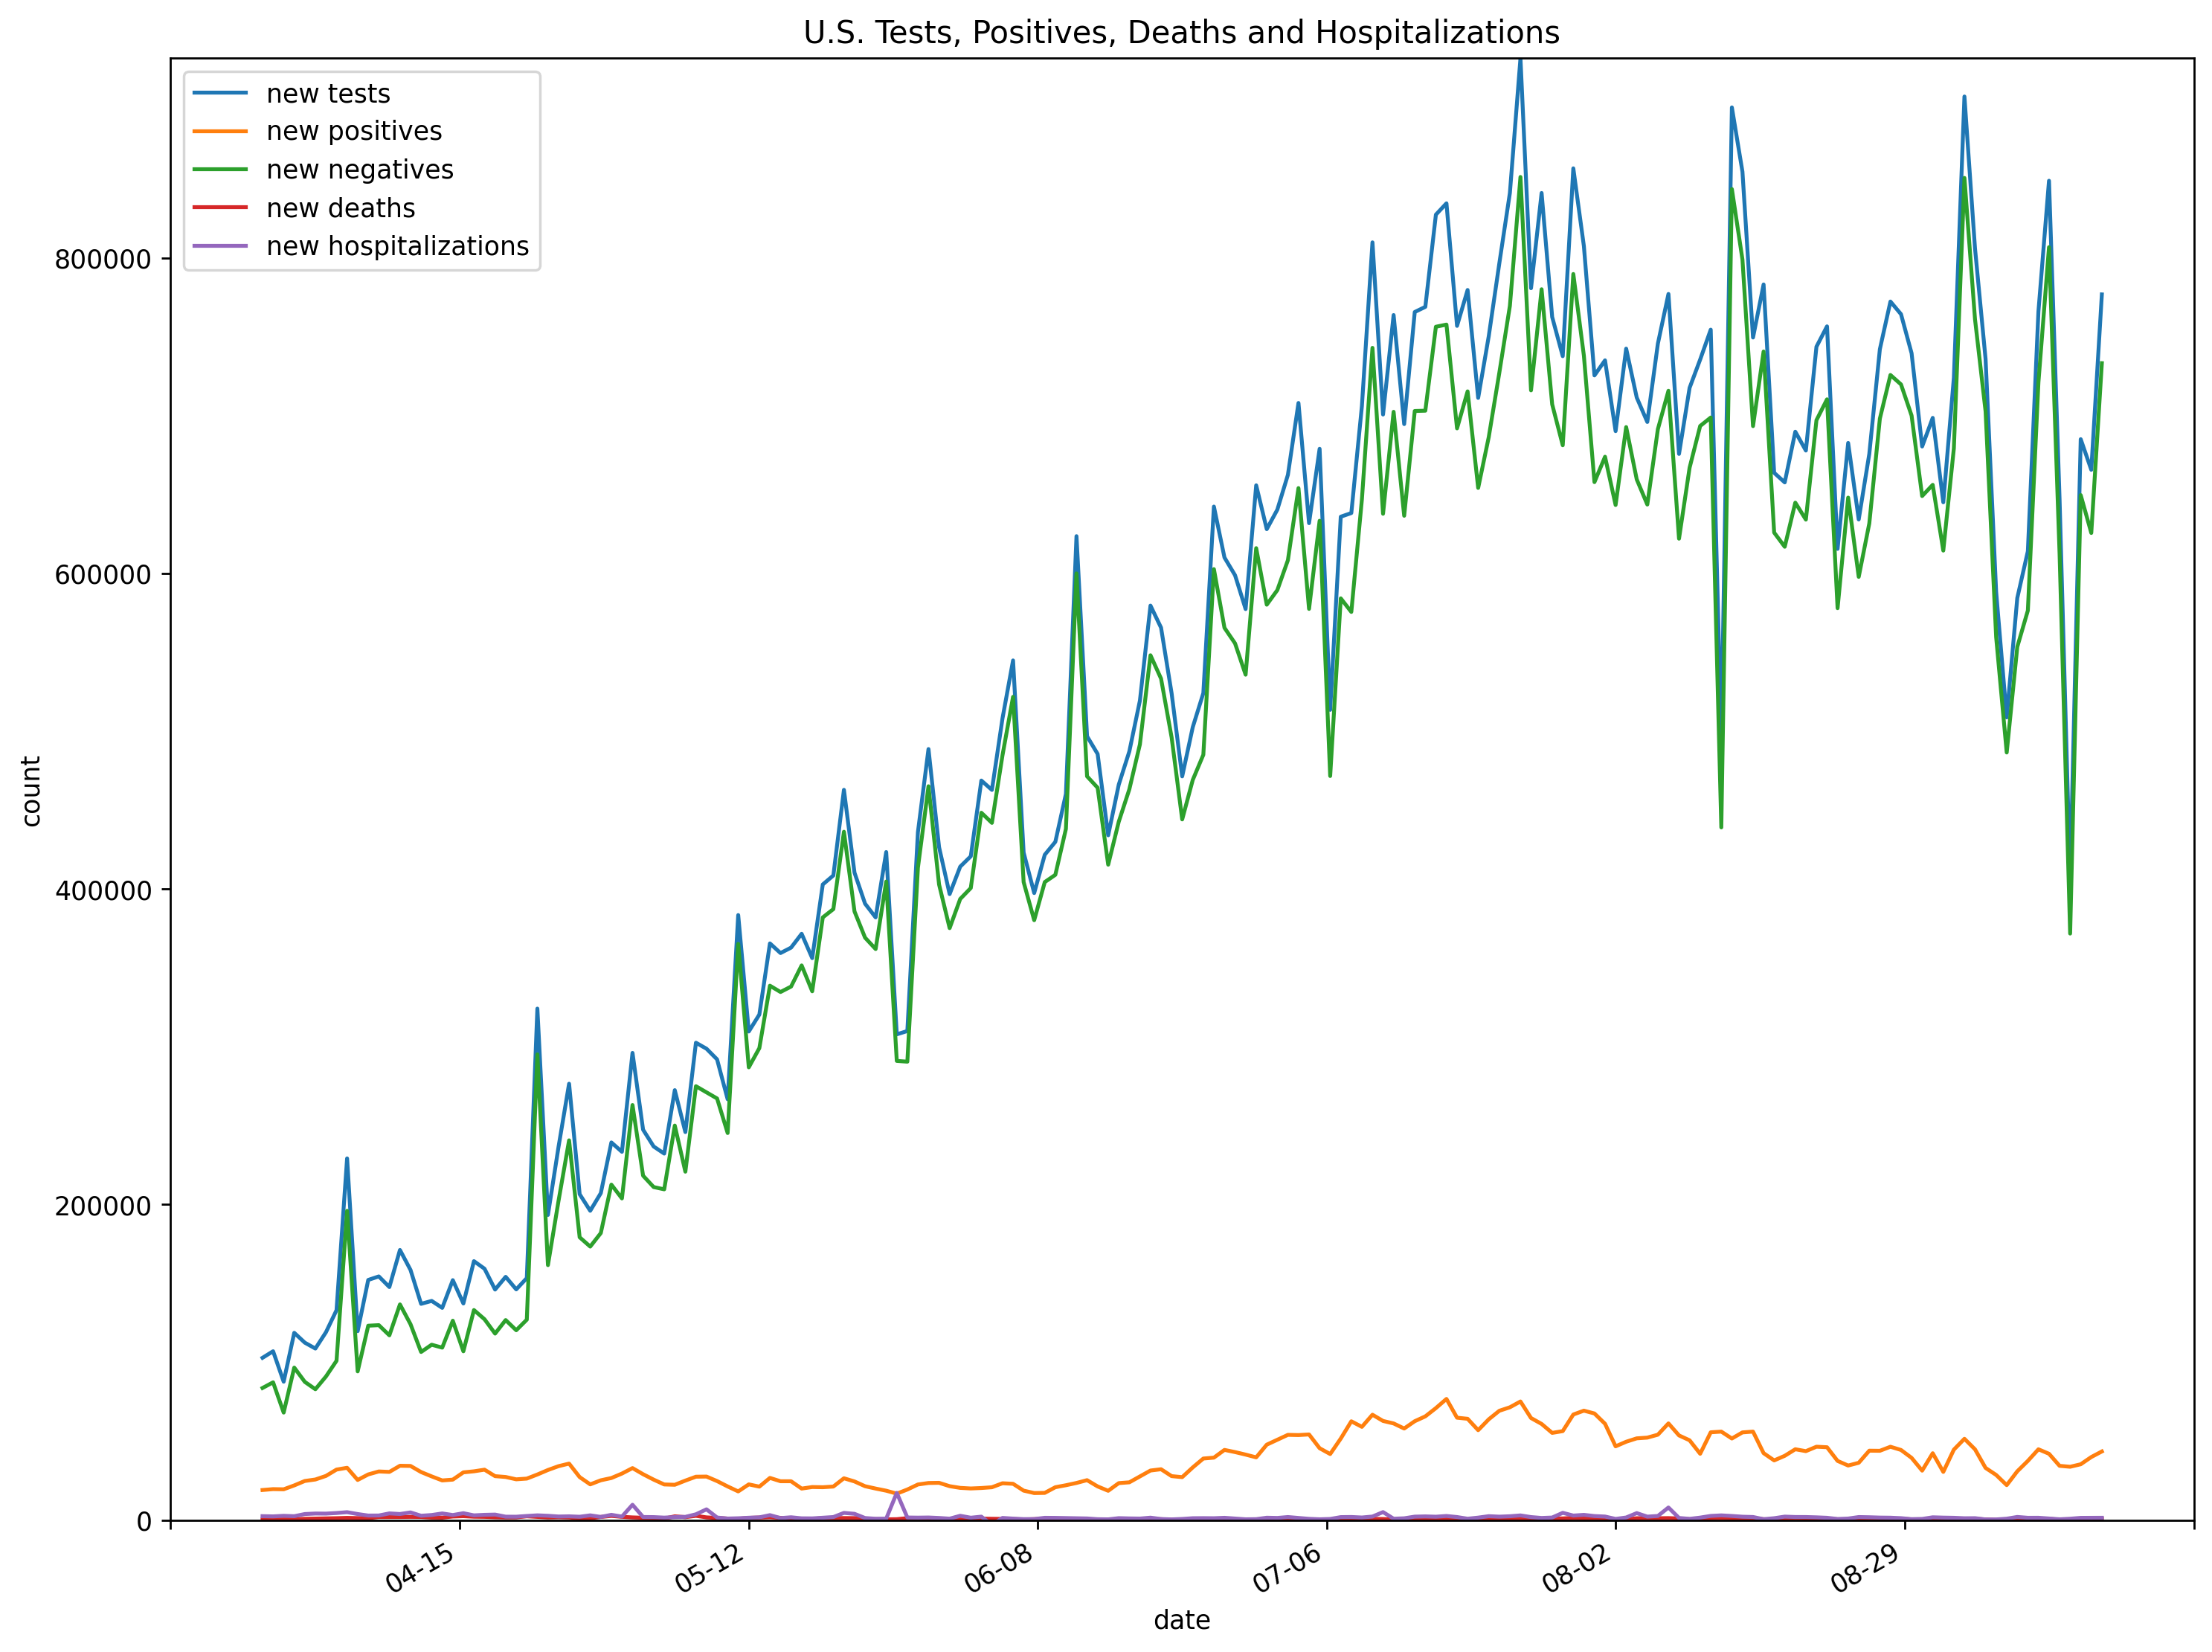 U.S. Tests, Positives, Deaths and Hospitalizations
new tests
new positives
new negatives
new deaths
new hospitalizations
800000
600000
400000
200000
0
count
04-15
05-12
06-08
07-06
08-02
08-29
date